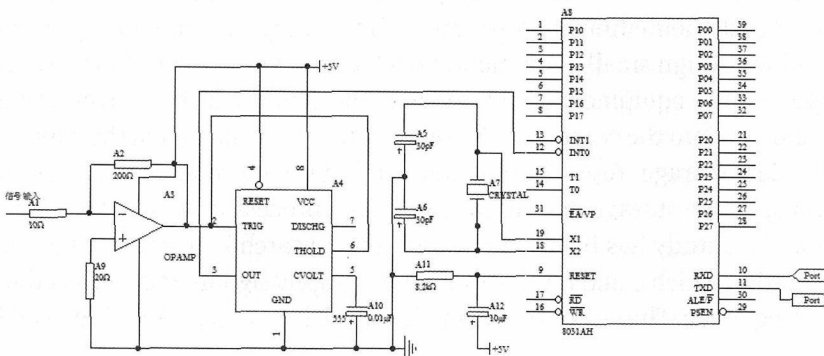 A8
1 P10 P00 39
2 P11 P01 38
3 P12 P02 37
4 P13 P03 36
5 P14 P04 35
6 P15 P05 34
7 P16 P06 33
8 P17 P07 32
13 INT1 P20 21
12 INT0 P21 22
P22 23
15 T1 P23 24
14 T0 P24 25
P25 26
31 EA/VP P26 27
P27 28
19 X1
18 X2
9 RESET RXD 10
TXD 11
17 RD ALE/P 30
16 WR PSEN 29
8031AH
Port
Port
+5V
A5
30pF
A6
30pF
A7
CRYSTAL
A11
8.2kΩ
A12
10μF
+5V
A2
200Ω
A3
信号输入
A1
10Ω
OPAMP
A9
20Ω
4
8
A4
RESET
VCC
2 TRIG DISCHG 7
THOLD 6
3 OUT CVOLT 5
GND
1
555
A10
0.01μF